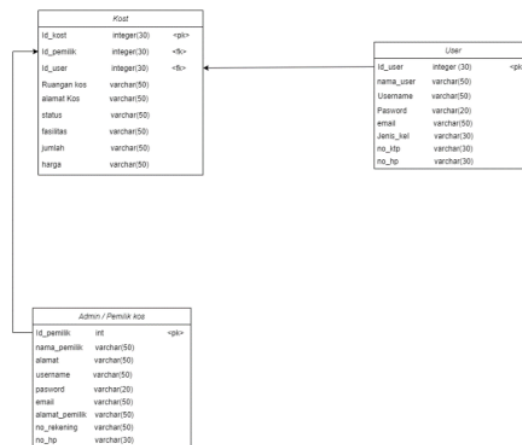 Kost
Id_kost integer(30) <pk>
Id_pemilik integer(30) <fk>
Id_user integer(30) <fk>
Ruangan kos varchar(50)
alamat Kos varchar(50)
status varchar(50)
fasilitas varchar(50)
jumlah varchar(50)
harga varchar(50)
User
Id_user integer (30) <pk
nama_user varchar(50)
Username varchar(50)
Pasword varchar(20)
email varchar(50)
Jenis_kel varchar(30)
no_ktp varchar(30)
no_hp varchar(30)
Admin / Pemilik kos
Id_pemilik int <pk>
nama_pemilik varchar(50)
alamat varchar(50)
username varchar(50)
pasword varchar(20)
email varchar(50)
alamat_pemilik varchar(50)
no_rekening varchar(50)
no_hp varchar(30)